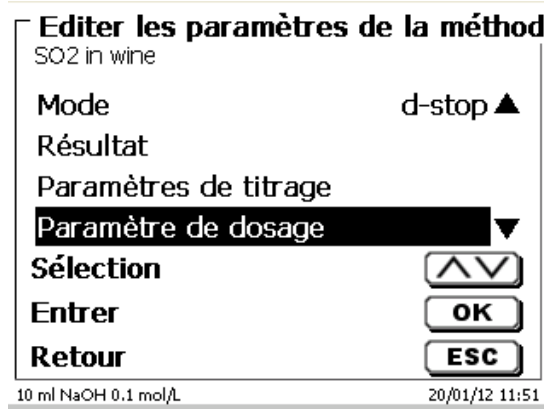 Editer les paramètres de la méthod
SO2 in wine
Mode d-stop ▲
Résultat
Paramètres de titrage
Paramètre de dosage ▼
Sélection
Entrer OK
Retour ESC
10 ml NaOH 0.1 mol/L 20/01/12 11:51